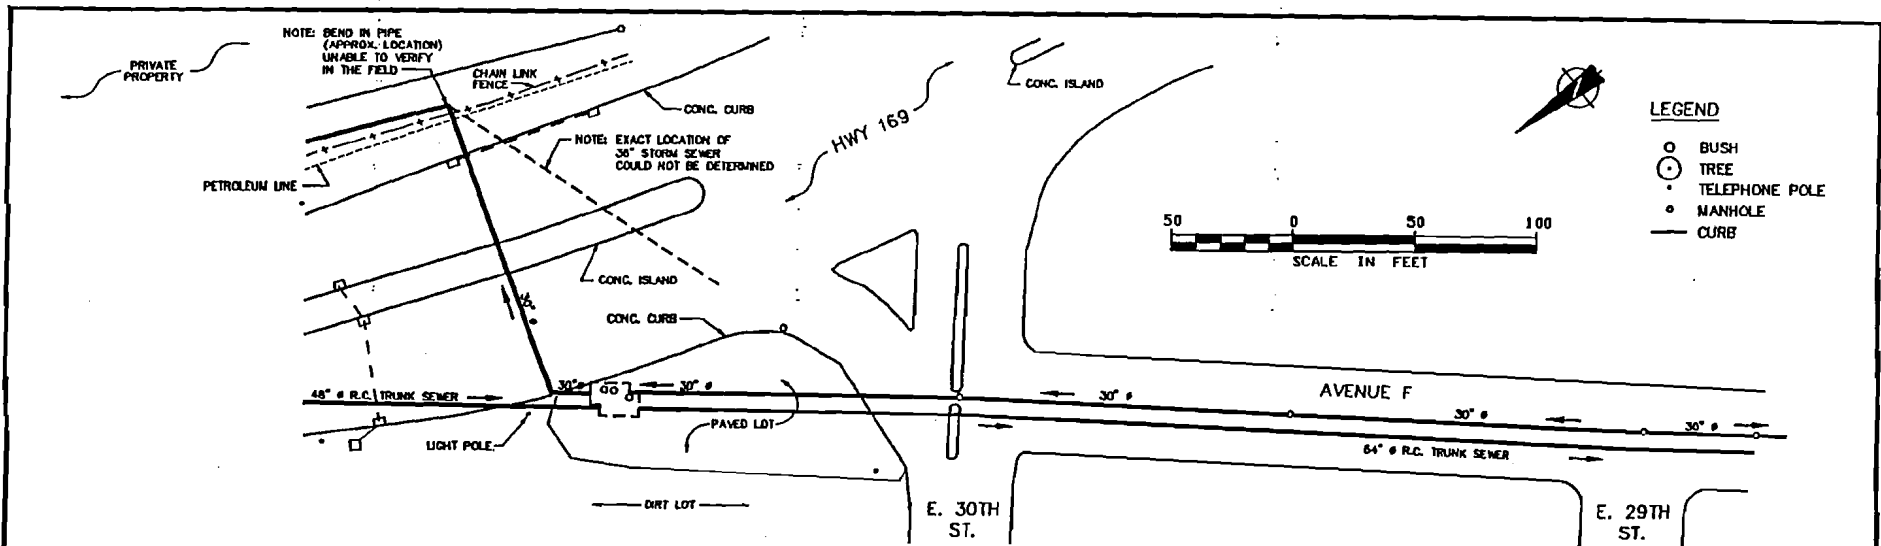 NOTE: BEND IN PIPE
(APPROX. LOCATION)
UNABLE TO VERIFY
IN THE FIELD
PRIVATE
PROPERTY
CHAIN LINK
FENCE
CONC. CURB
CONC. ISLAND
HWY 169
NOTE: EXACT LOCATION OF
36" STORM SEWER
COULD NOT BE DETERMINED
PETROLEUM LINE
LEGEND
BUSH
TREE
TELEPHONE POLE
MANHOLE
CURB
50 0 50 100
SCALE IN FEET
CONC. ISLAND
CONC. CURB
48" ø R.C. TRUNK SEWER
30" ø
30" ø
30" ø
AVENUE F
30" ø
30" ø
LIGHT POLE
PAVED LOT
64" ø R.C. TRUNK SEWER
DIRT LOT
E. 30TH
ST.
E. 29TH
ST.